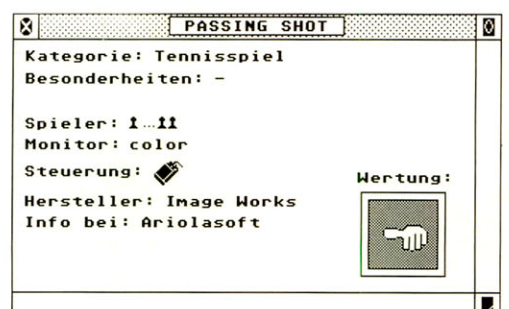 PASSING SHOT
Kategorie: Tennisspiel
Besonderheiten: -
Spieler: ...
Monitor: color
Steuerung:
Wertung:
Hersteller: Image Works
Info bei: Ariolasoft